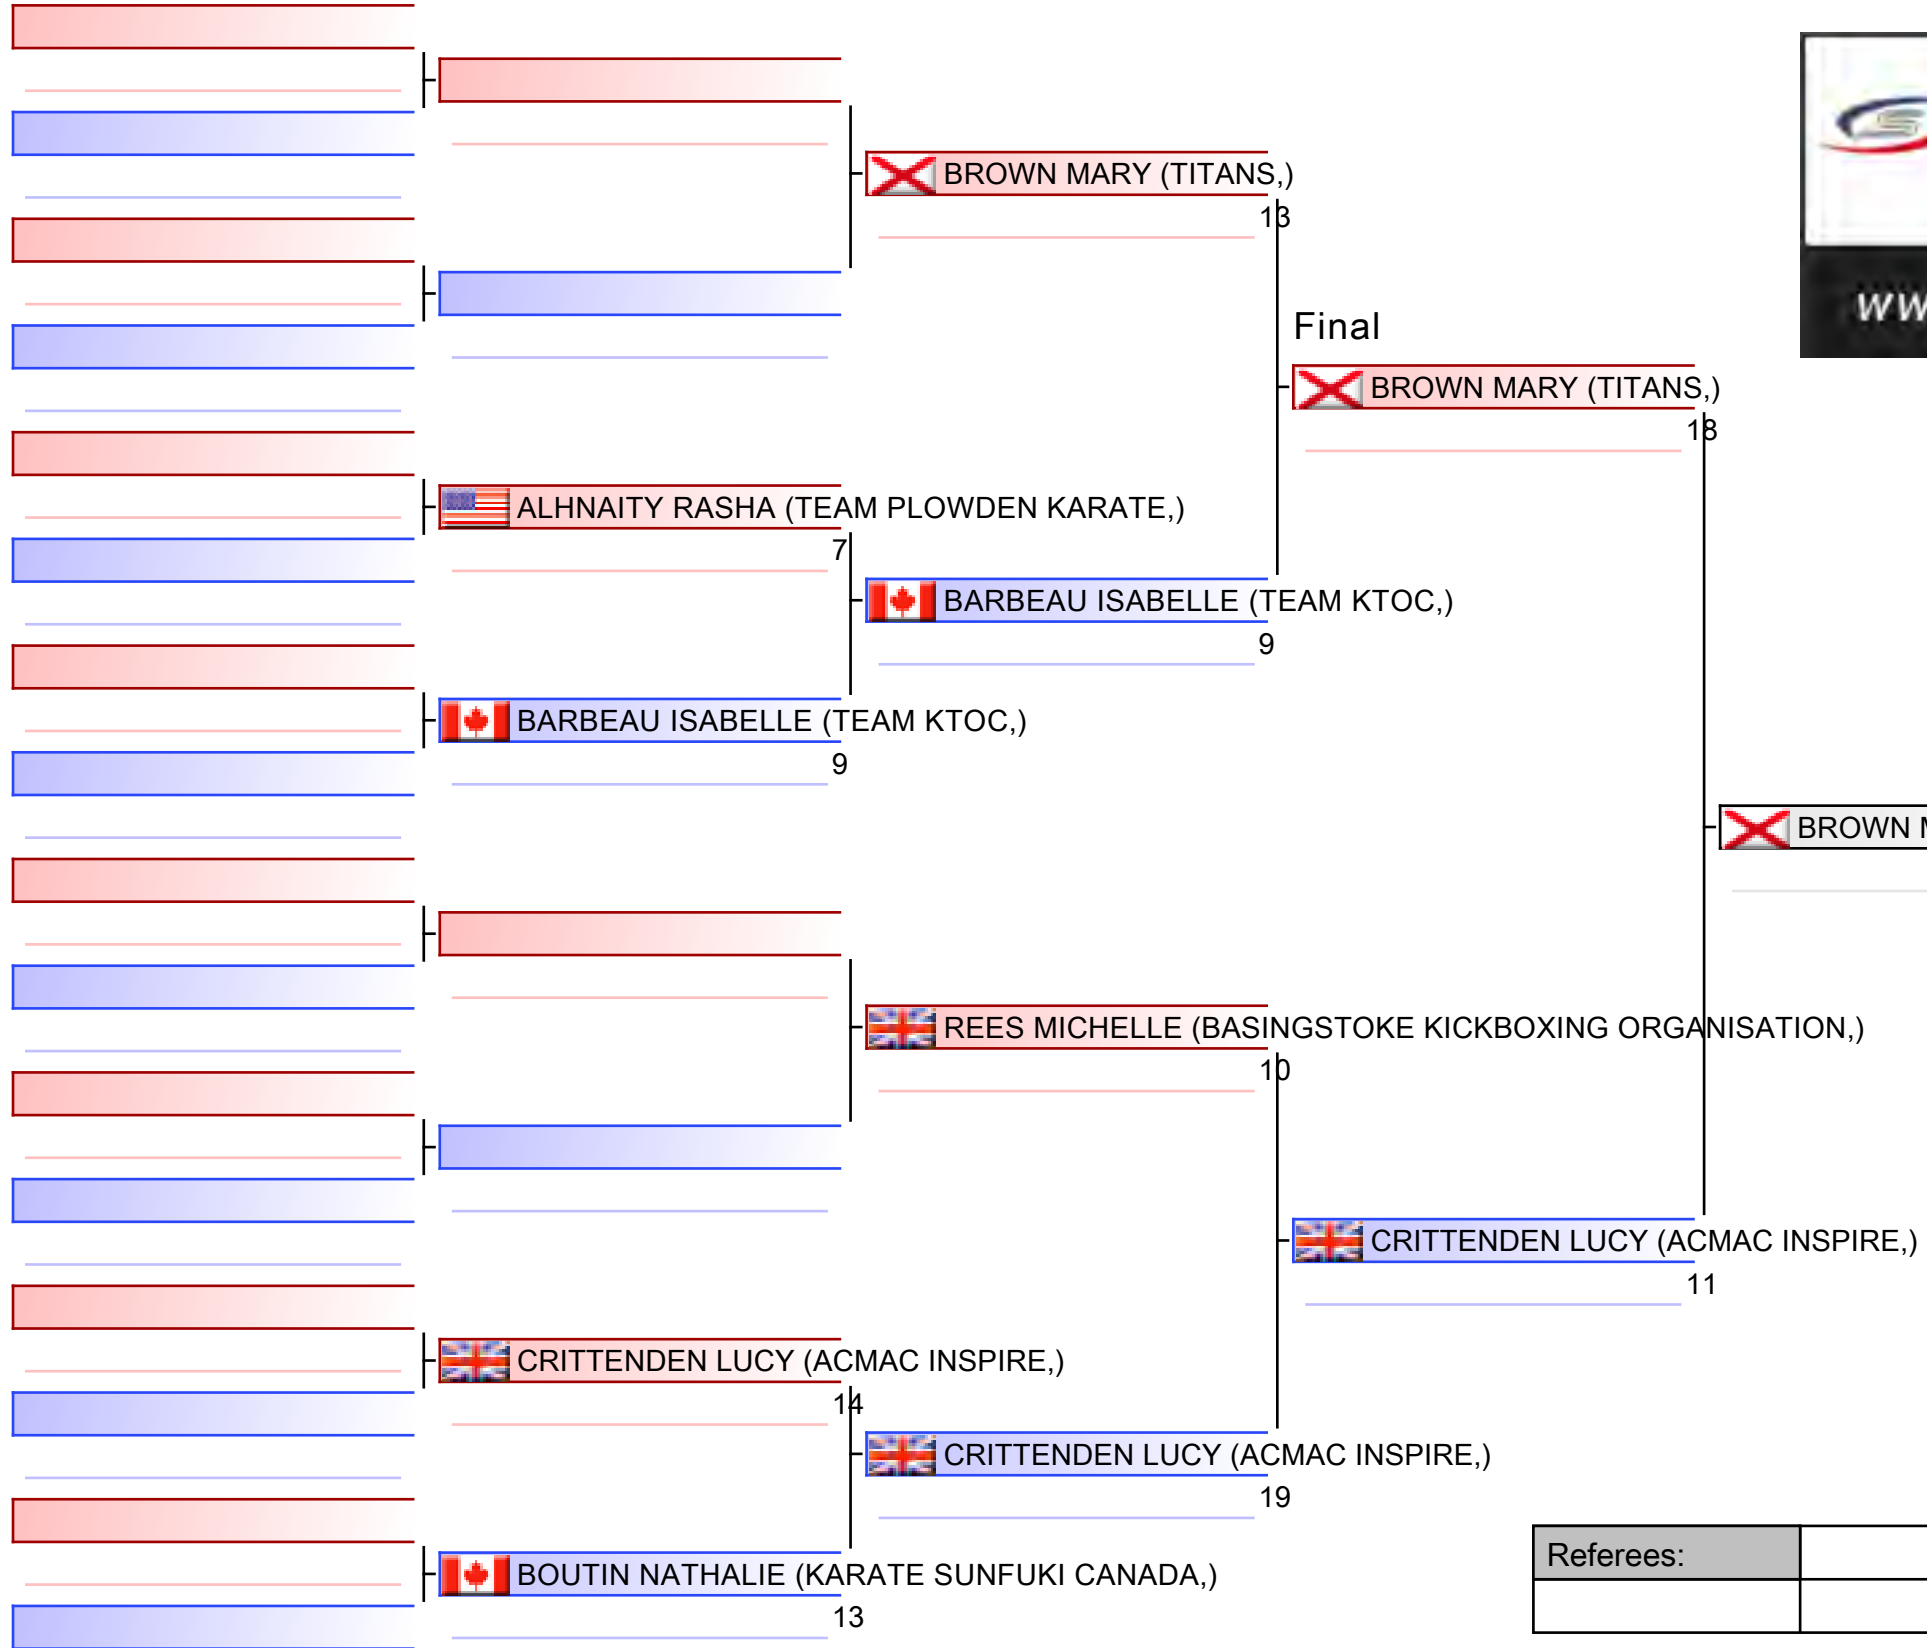 BROWN MARY (TITANS,)
13
Final
BROWN MARY (TITANS,)
18
ALHNAITY RASHA (TEAM PLOWDEN KARATE,)
7
BARBEAU ISABELLE (TEAM KTOC,)
9
BARBEAU ISABELLE (TEAM KTOC,)
9
BROWN M
REES MICHELLE (BASINGSTOKE KICKBOXING ORGANISATION,)
10
CRITTENDEN LUCY (ACMAC INSPIRE,)
11
CRITTENDEN LUCY (ACMAC INSPIRE,)
14
CRITTENDEN LUCY (ACMAC INSPIRE,)
19
BOUTIN NATHALIE (KARATE SUNFUKI CANADA,)
13
Referees: